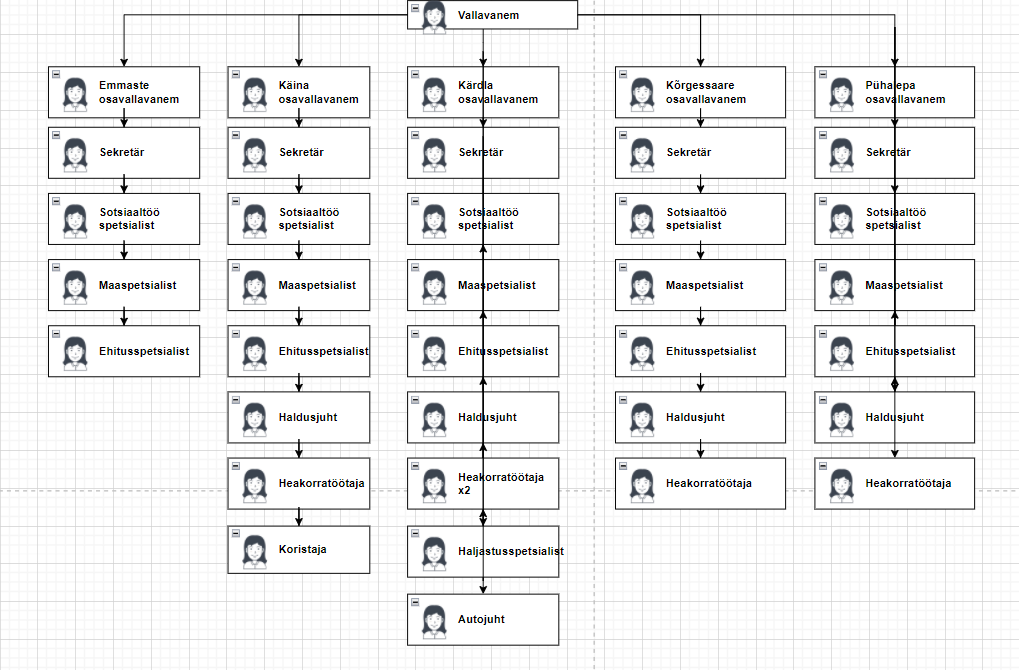 Vallavanem
Emmaste
osavallavanem
Sekretär
Sotsiaaltöö
spetsialist
Maaspetsialist
Ehitusspetsialist
Käina
osavallavanem
Sekretär
Sotsiaaltöö
spetsialist
Maaspetsialist
Ehitusspetsialist
Haldusjuht
Heakorratöötaja
Koristaja
Kärdla
osavallavanem
Sekretär
Sotsiaaltöö
spetsialist
Maaspetsialist
Ehitusspetsialist
Haldusjuht
Heakorratöötaja
x2
Haljastusspetsialist
Autojuht
Kõrgessaare
osavallavanem
Sekretär
Sotsiaaltöö
spetsialist
Maaspetsialist
Ehitusspetsialist
Haldusjuht
Heakorratöötaja
Pühalepa
osavallavanem
Sekretär
Sotsiaaltöö
spetsialist
Maaspetsialist
Ehitusspetsialist
Haldusjuht
Heakorratöötaja